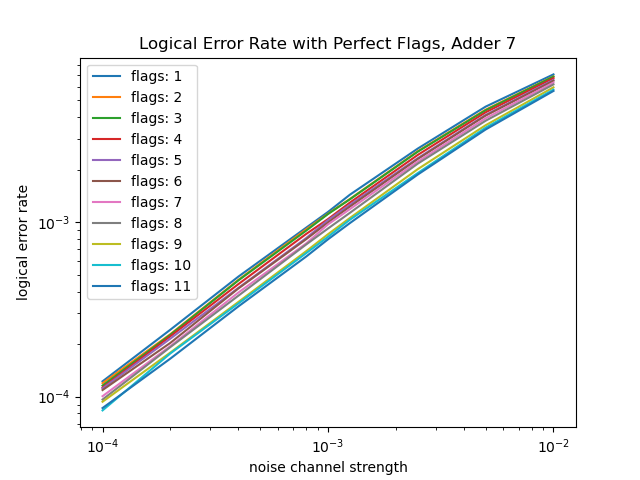 Logical Error Rate with Perfect Flags, Adder 7
flags: 1
flags: 2
flags: 3
flags: 4
flags: 5
flags: 6
flags: 7
flags: 8
flags: 9
flags: 10
flags: 11
logical error rate
10⁻³
10⁻⁴
10⁻⁴ 10⁻³ 10⁻²
noise channel strength